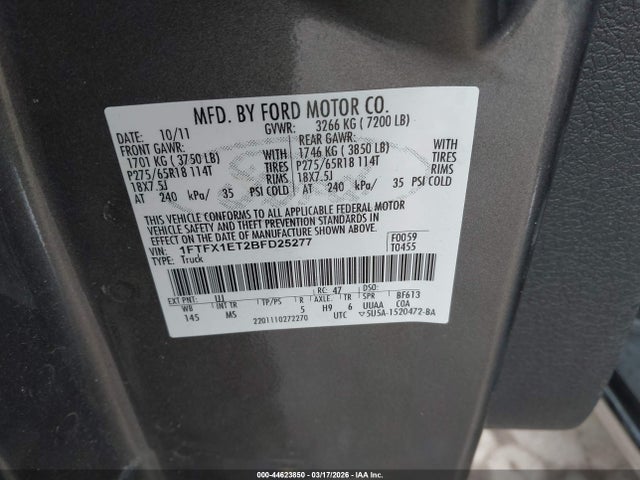 MFD. BY FORD MOTOR CO.
DATE: 10/11 GVWR: 3266 KG ( 7200 LB)
FRONT GAWR: REAR GAWR:
1701 KG ( 3750 LB) WITH 1746 KG ( 3850 LB) WITH
P275/65R18 114T TIRES P275/65R18 114T TIRES
18X7.5J RIMS 18X7.5J RIMS
AT 240 kPa/ 35 PSI COLD AT 240 kPa/ 35 PSI COLD
THIS VEHICLE CONFORMS TO ALL APPLICABLE FEDERAL MOTOR
VEHICLE SAFETY AND THEFT PREVENTION STANDARDS IN
EFFECT ON THE DATE OF MANUFACTURE SHOWN ABOVE.
VIN: 1FTFX1ET2BFD25277 F0059
TYPE: Truck T0455
EXT PNT: UJ RC: 47 DSO:
WB INT TR TP/PS R AXLE TR SPR BF613
145 MS 5 H9 6 UUAA COA
2201110272270 UTC 5U5A-1520472-BA
000-44623850 - 03/17/2026 - IAA Inc.